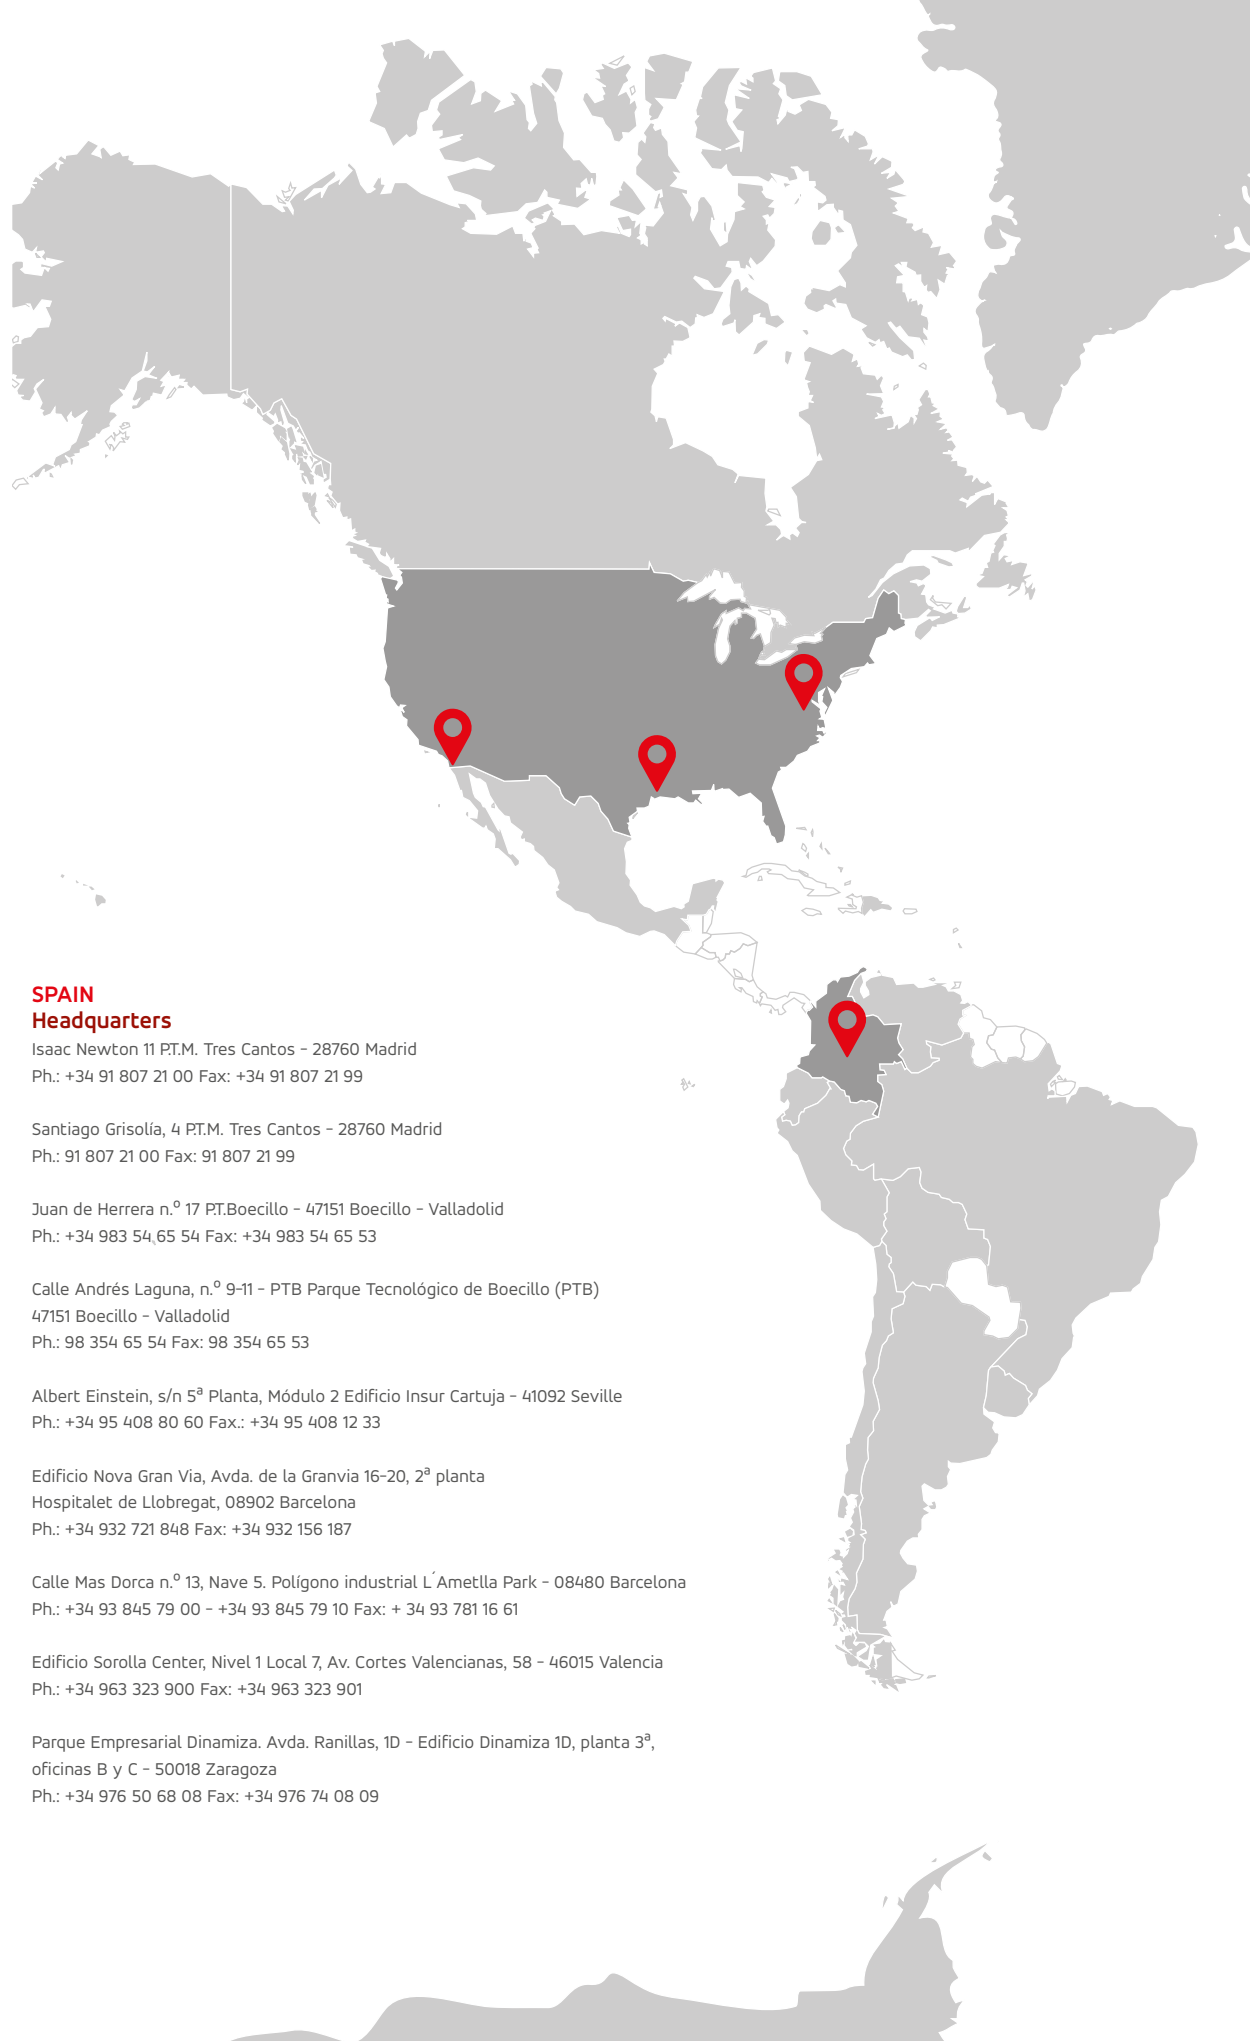 SPAIN
Headquarters
Isaac Newton 11 P.T.M. Tres Cantos - 28760 Madrid
Ph.: +34 91 807 21 00 Fax: +34 91 807 21 99
Santiago Grisolía, 4 P.T.M. Tres Cantos - 28760 Madrid
Ph.: 91 807 21 00 Fax: 91 807 21 99
Juan de Herrera n.º 17 P.T.Boecillo - 47151 Boecillo - Valladolid
Ph.: +34 983 54 65 54 Fax: +34 983 54 65 53
Calle Andrés Laguna, n.º 9-11 - PTB Parque Tecnológico de Boecillo (PTB)
47151 Boecillo - Valladolid
Ph.: 98 354 65 54 Fax: 98 354 65 53
Albert Einstein, s/n 5ª Planta, Módulo 2 Edificio Insur Cartuja - 41092 Seville
Ph.: +34 95 408 80 60 Fax.: +34 95 408 12 33
Edificio Nova Gran Via, Avda. de la Granvia 16-20, 2ª planta
Hospitalet de Llobregat, 08902 Barcelona
Ph.: +34 932 721 848 Fax: +34 932 156 187
Calle Mas Dorca n.º 13, Nave 5. Polígono industrial L´Ametlla Park - 08480 Barcelona
Ph.: +34 93 845 79 00 - +34 93 845 79 10 Fax: + 34 93 781 16 61
Edificio Sorolla Center, Nivel 1 Local 7, Av. Cortes Valencianas, 58 - 46015 Valencia
Ph.: +34 963 323 900 Fax: +34 963 323 901
Parque Empresarial Dinamiza. Avda. Ranillas, 1D - Edificio Dinamiza 1D, planta 3ª,
oficinas B y C - 50018 Zaragoza
Ph.: +34 976 50 68 08 Fax: +34 976 74 08 09